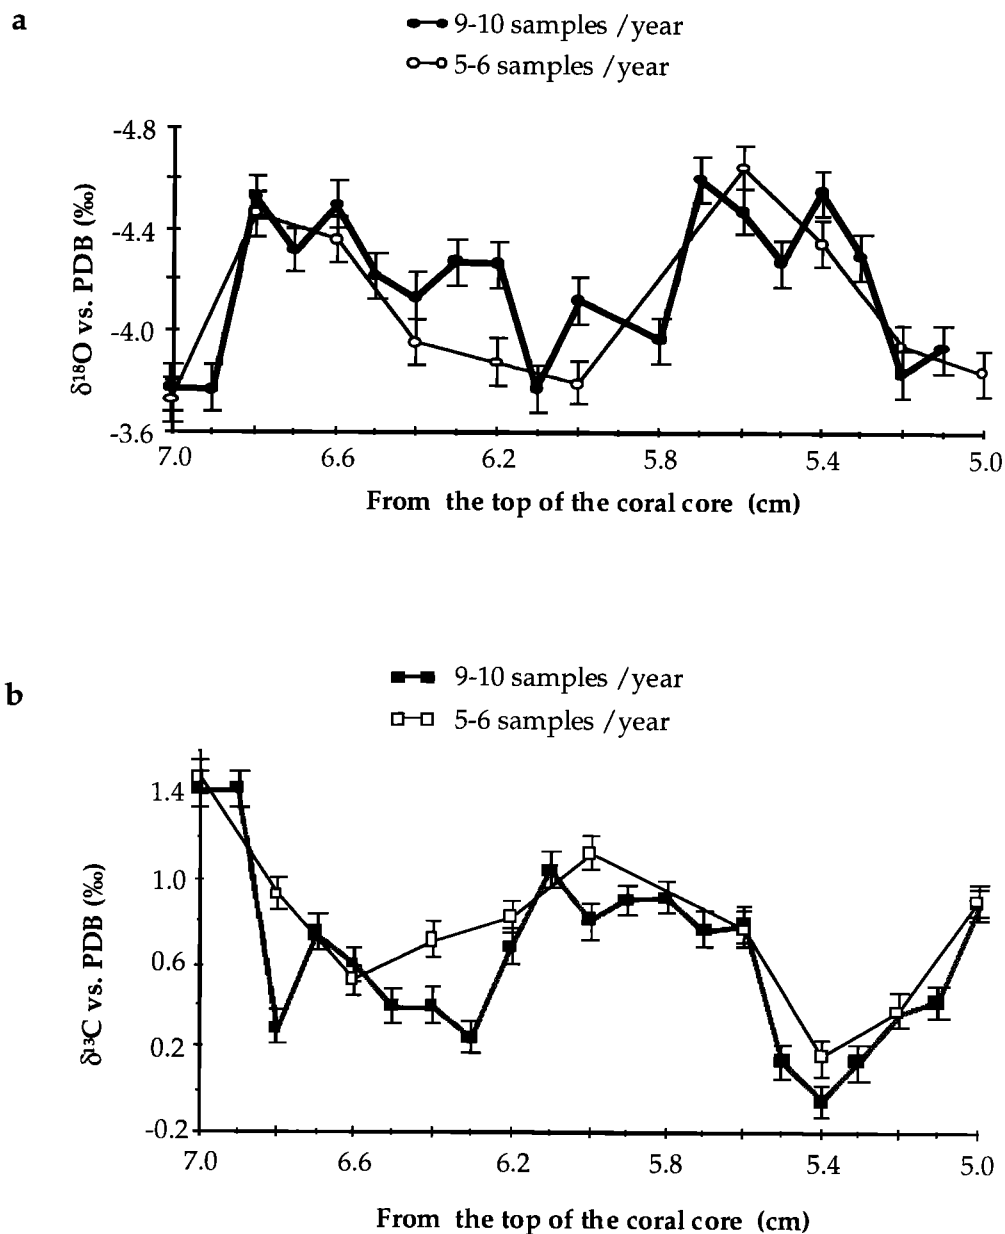 a
9-10 samples /year
5-6 samples /year
δ¹⁸O vs. PDB (‰)
-4.8
-4.4
-4.0
-3.6
7.0 6.6 6.2 5.8 5.4 5.0
From the top of the coral core (cm)
b
9-10 samples /year
5-6 samples /year
δ¹³C vs. PDB (‰)
1.4
1.0
0.6
0.2
-0.2
7.0 6.6 6.2 5.8 5.4 5.0
From the top of the coral core (cm)